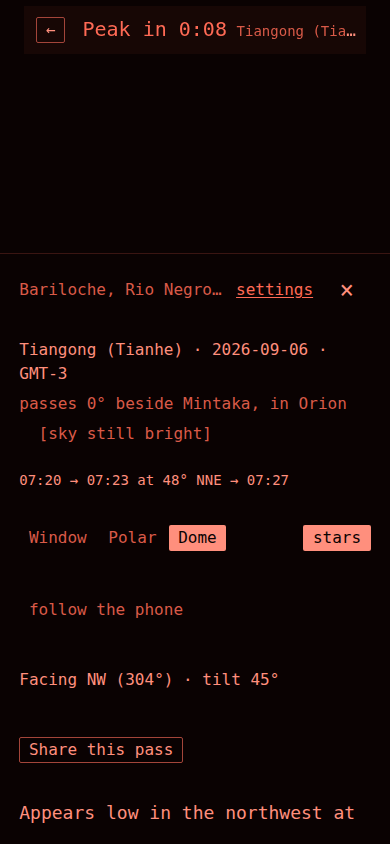 ← Peak in 0:08 Tiangong (Tia…
Bariloche, Rio Negro… settings ×
Tiangong (Tianhe) · 2026-09-06 ·
GMT-3
passes 0° beside Mintaka, in Orion
[sky still bright]
07:20 → 07:23 at 48° NNE → 07:27
Window Polar Dome stars
follow the phone
Facing NW (304°) · tilt 45°
Share this pass
Appears low in the northwest at